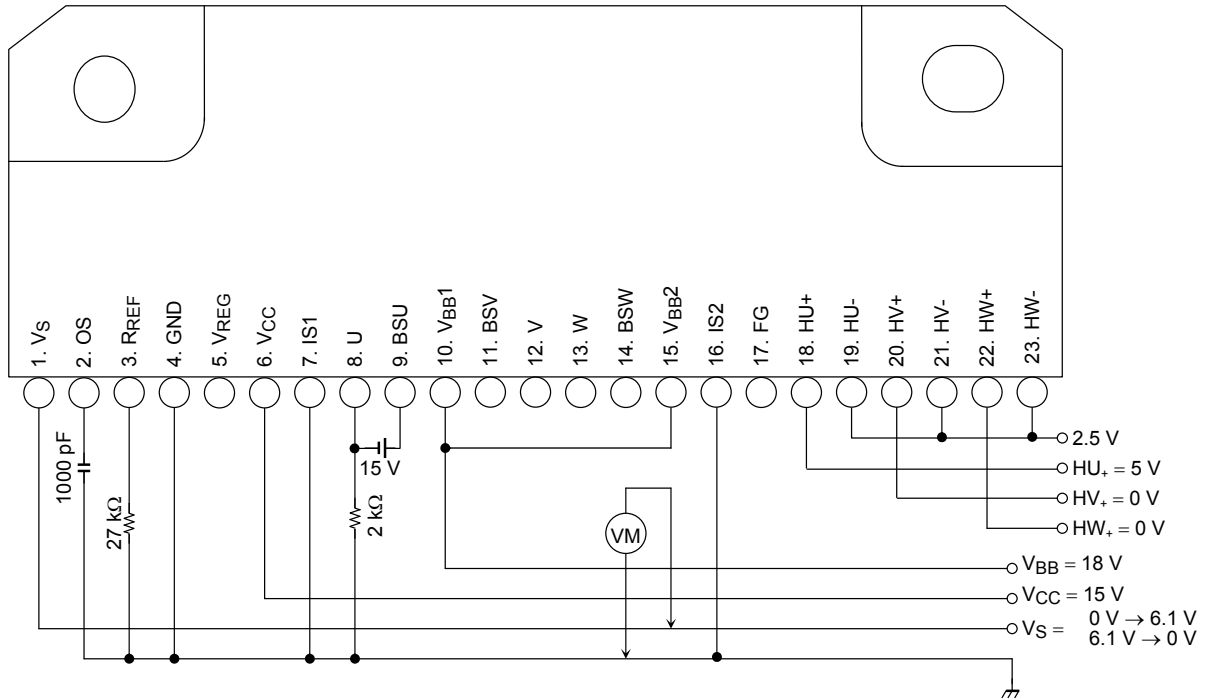 1. VS
2. OS
3. RREF
4. GND
5. VREG
6. VCC
7. IS1
8. U
9. BSU
10. VBB1
11. BSV
12. V
13. W
14. BSW
15. VBB2
16. IS2
17. FG
18. HU+
19. HU-
20. HV+
21. HV-
22. HW+
23. HW-
1000 pF
27 kΩ
15 V
2 kΩ
VM
2.5 V
HU+ = 5 V
HV+ = 0 V
HW+ = 0 V
VBB = 18 V
VCC = 15 V
VS = 0 V → 6.1 V
6.1 V → 0 V